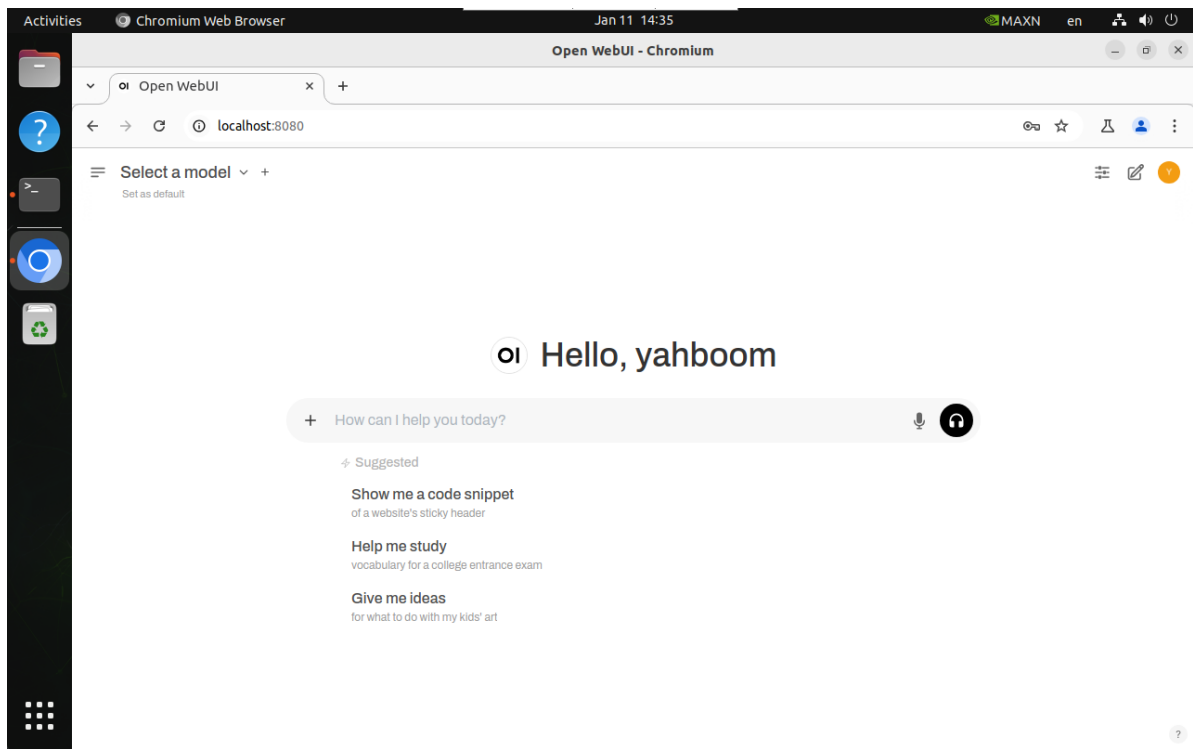 Activities Chromium Web Browser Jan 11 14:35 MAXN en
Open WebUI - Chromium
OI Open WebUI
localhost:8080
Select a model
Set as default
Y
OI Hello, yahboom
How can I help you today?
Suggested
Show me a code snippet
of a website's sticky header
Help me study
vocabulary for a college entrance exam
Give me ideas
for what to do with my kids' art
?